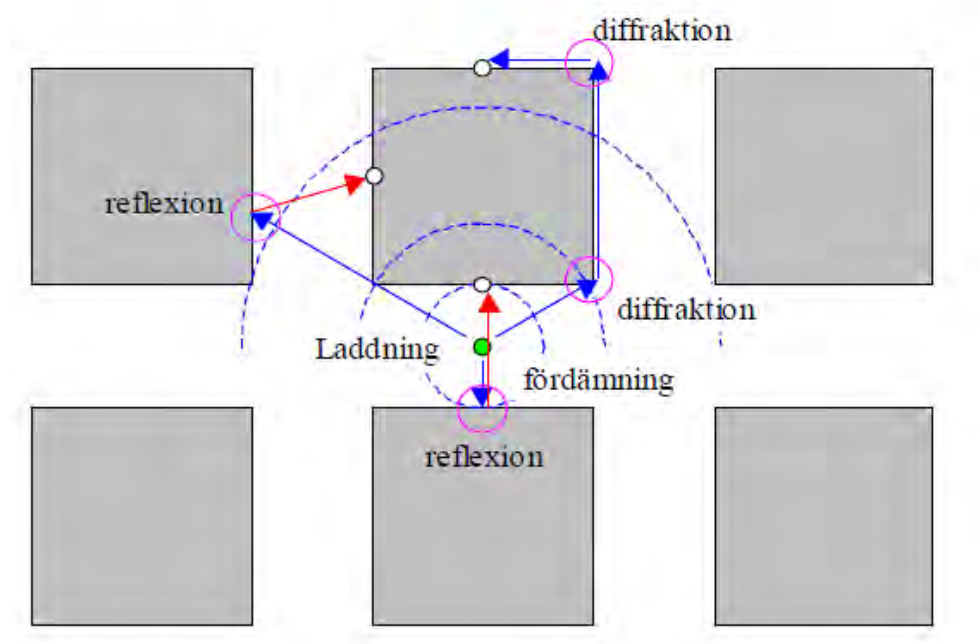 diffraktion
reflexion
diffraktion
Laddning
fördämning
reflexion